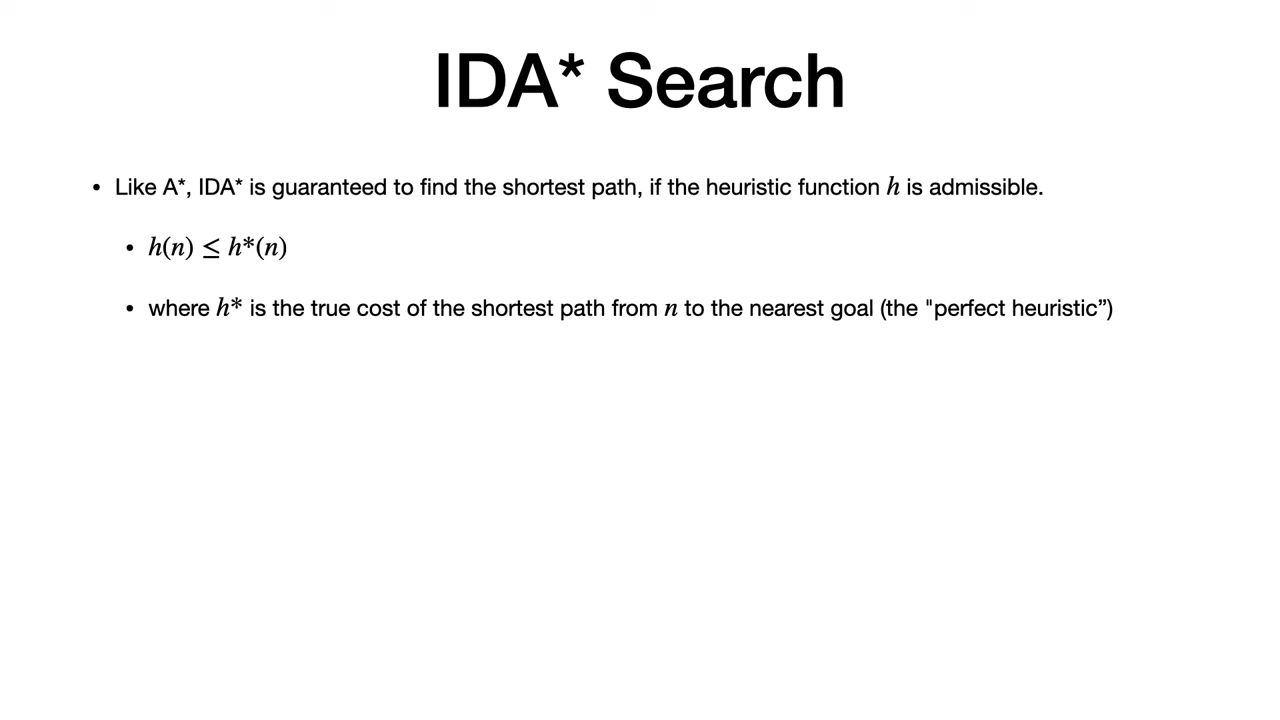 IDA* Search
• Like A*, IDA* is guaranteed to find the shortest path, if the heuristic function h is admissible.
• h(n) ≤ h*(n)
• where h* is the true cost of the shortest path from n to the nearest goal (the "perfect heuristic”)